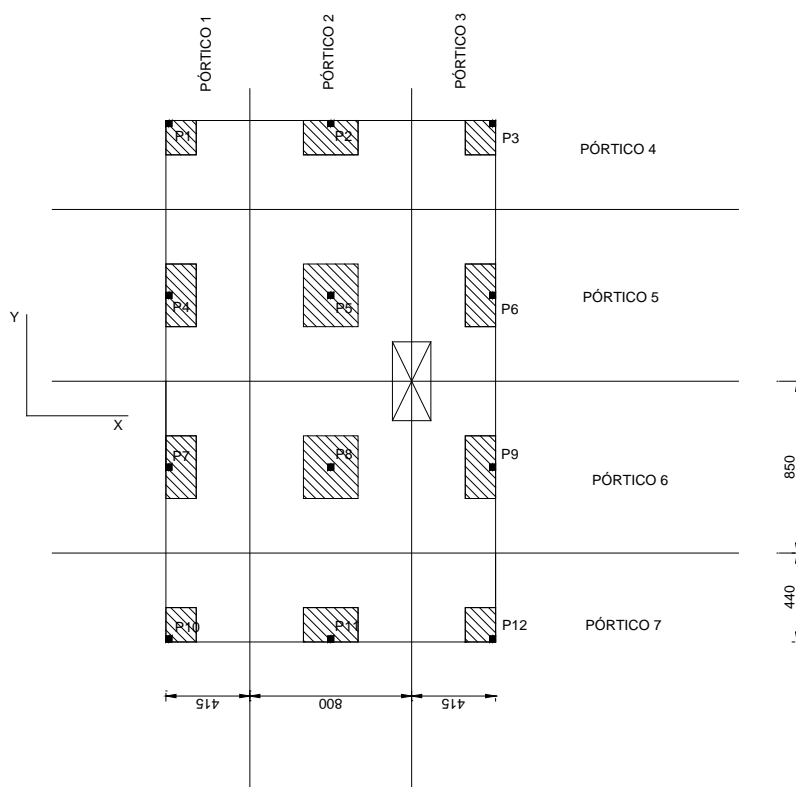 PÓRTICO 1
PÓRTICO 2
PÓRTICO 3
P1
P2
P3
PÓRTICO 4
P4
P5
P6
PÓRTICO 5
Y
X
P7
P8
P9
PÓRTICO 6
850
440
P10
P11
P12
PÓRTICO 7
415
800
415